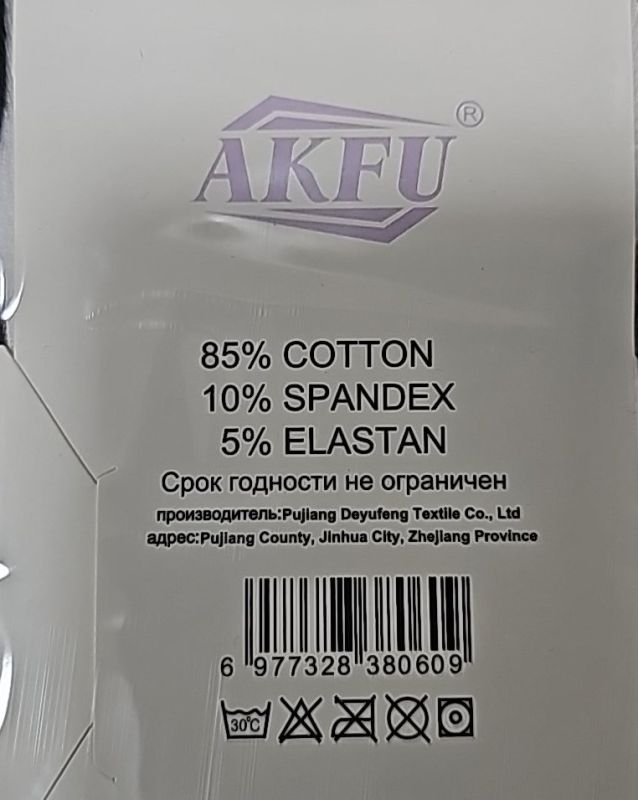 AKFU®
85% COTTON
10% SPANDEX
5% ELASTAN
Срок годности не ограничен
производитель:Pujiang Deyufeng Textile Co., Ltd
адрес:Pujiang County, Jinhua City, Zhejiang Province
6 977328 380609
30°C